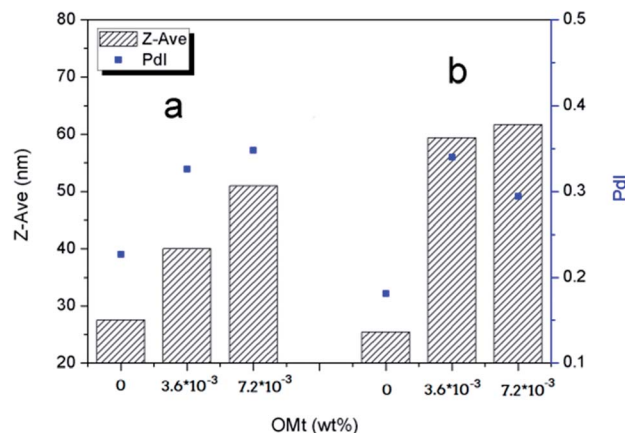 Z-Ave
PdI
a
b
80
70
60
50
40
30
20
Z-Ave (nm)
0.5
0.4
0.3
0.2
0.1
PdI
0
3.6*10⁻³
7.2*10⁻³
0
3.6*10⁻³
7.2*10⁻³
OMt (wt%)